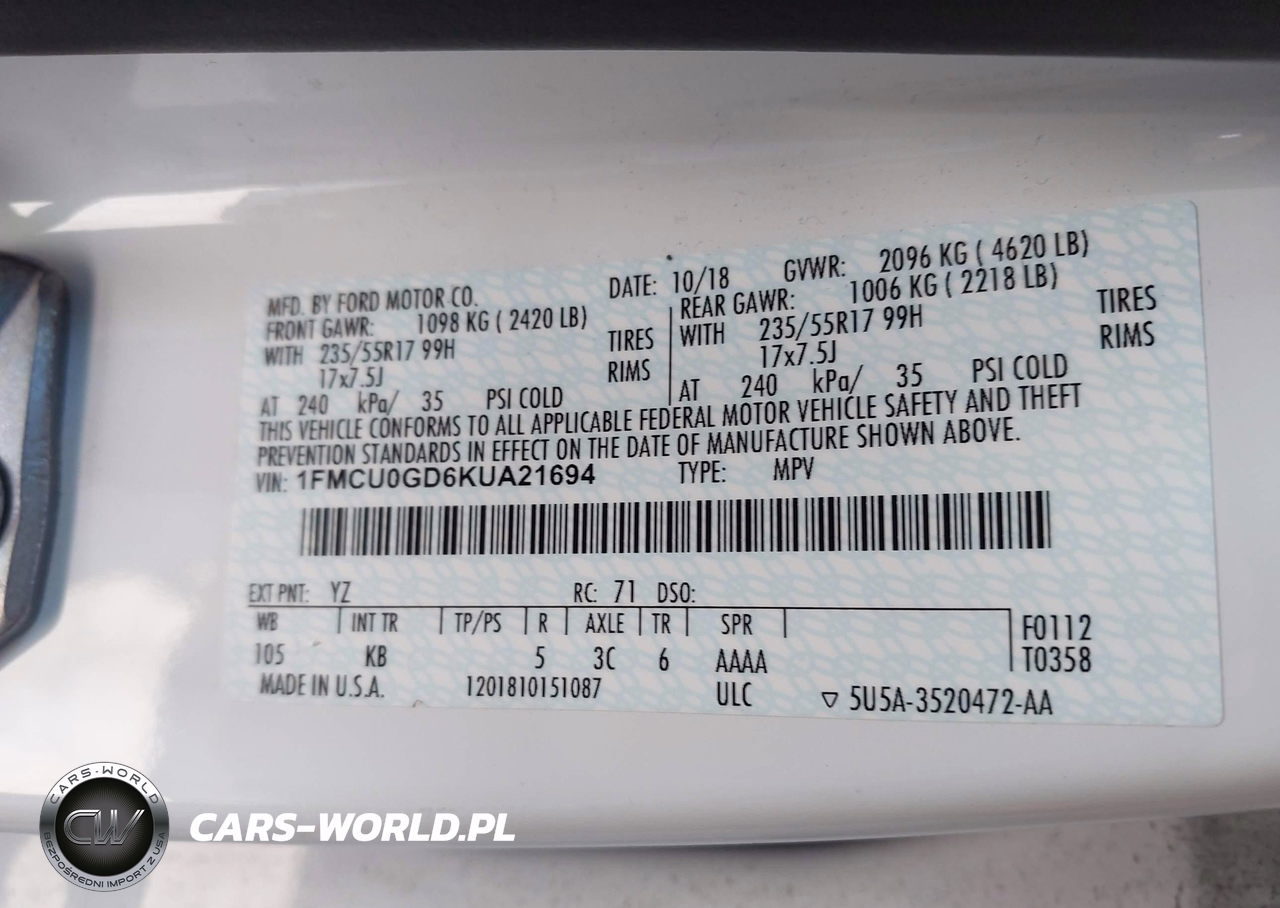 MFD. BY FORD MOTOR CO. DATE: 10/18 GVWR: 2096 KG ( 4620 LB)
FRONT GAWR: 1098 KG ( 2420 LB) REAR GAWR: 1006 KG ( 2218 LB)
WITH 235/55R17 99H TIRES WITH 235/55R17 99H TIRES
17x7.5J RIMS 17x7.5J RIMS
AT 240 kPa/ 35 PSI COLD AT 240 kPa/ 35 PSI COLD
THIS VEHICLE CONFORMS TO ALL APPLICABLE FEDERAL MOTOR VEHICLE SAFETY AND THEFT
PREVENTION STANDARDS IN EFFECT ON THE DATE OF MANUFACTURE SHOWN ABOVE.
VIN: 1FMCU0GD6KUA21694 TYPE: MPV
EXT PNT: YZ RC: 71 DSO:
WB INT TR TP/PS R AXLE TR SPR F0112
105 KB 5 3C 6 AAAA T0358
MADE IN U.S.A. 1201810151087 ULC ▽ 5U5A-3520472-AA
CARS-WORLD
CW
BEZPOŚREDNI IMPORT Z USA
CARS-WORLD.PL